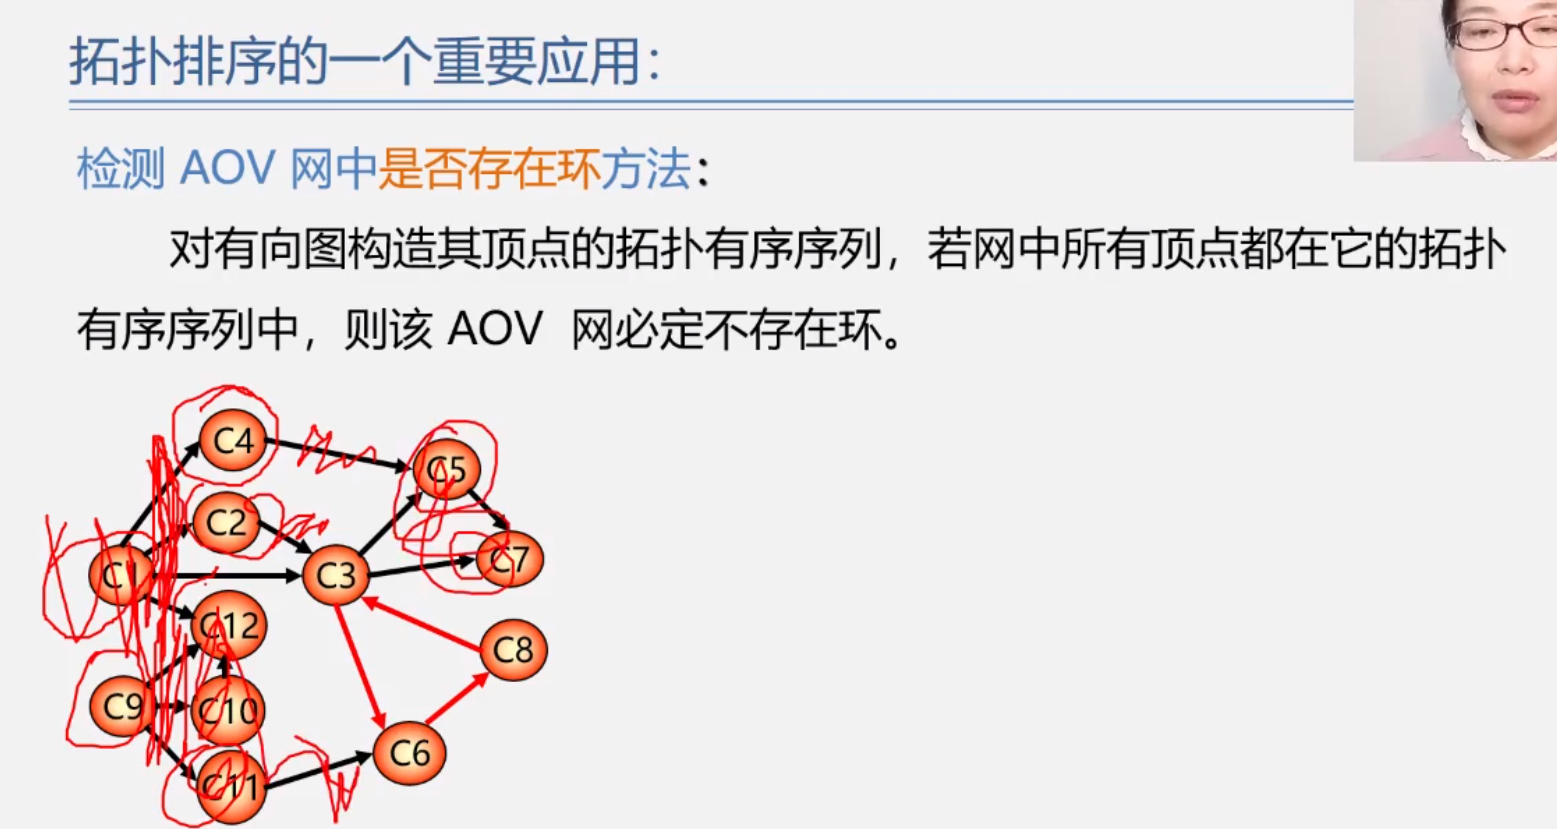 拓扑排序的一个重要应用：
检测 AOV 网中是否存在环方法：
对有向图构造其顶点的拓扑有序序列，若网中所有顶点都在它的拓扑
有序序列中，则该 AOV 网必定不存在环。
C4
C5
C2
C7
C1
C3
C12
C8
C9
C10
C6
C11